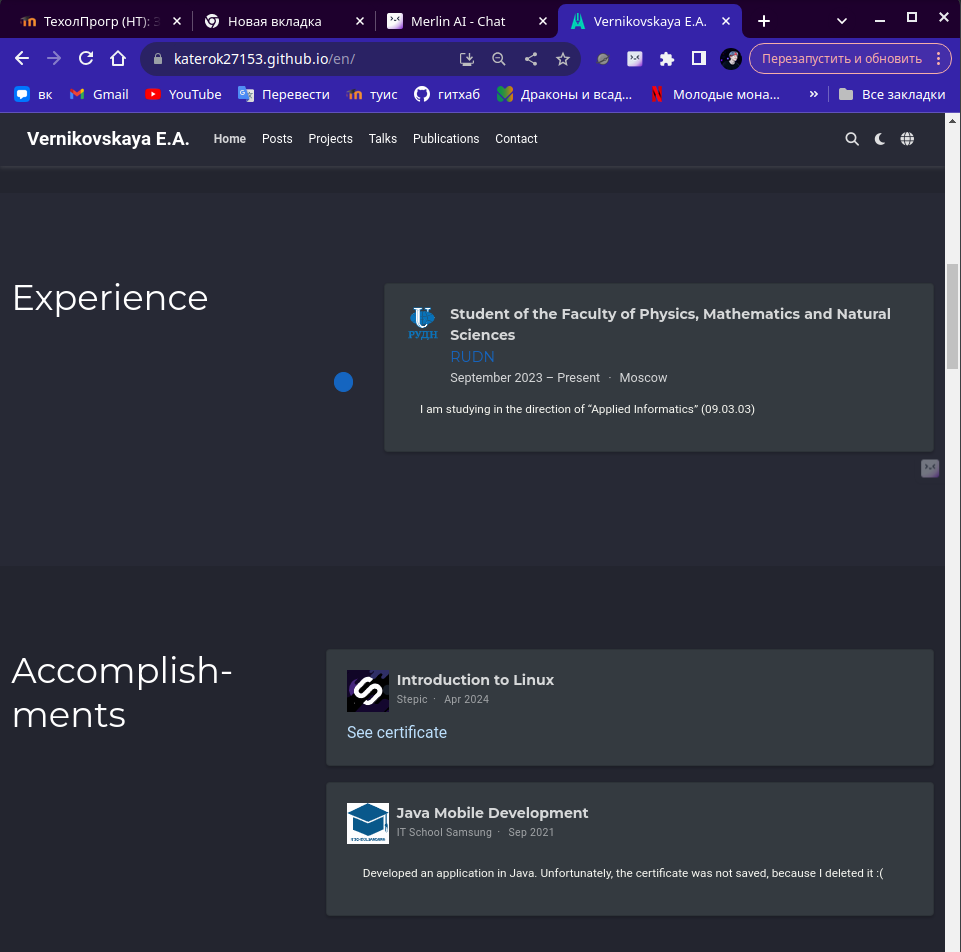 ТехолПрогр (НТ): З
Новая вкладка
Merlin AI - Chat
Vernikovskaya E.A.
katerok27153.github.io/en/
Перезапустить и обновить
вк
Gmail
YouTube
Перевести
туис
гитхаб
Драконы и всад...
Молодые мона...
»
Все закладки
Vernikovskaya E.A.
Home
Posts
Projects
Talks
Publications
Contact
Experience
РУДН
Student of the Faculty of Physics, Mathematics and Natural
Sciences
RUDN
September 2023 – Present · Moscow
I am studying in the direction of “Applied Informatics” (09.03.03)
Accomplish-
ments
Introduction to Linux
Stepic · Apr 2024
See certificate
Java Mobile Development
IT School Samsung · Sep 2021
Developed an application in Java. Unfortunately, the certificate was not saved, because I deleted it :(